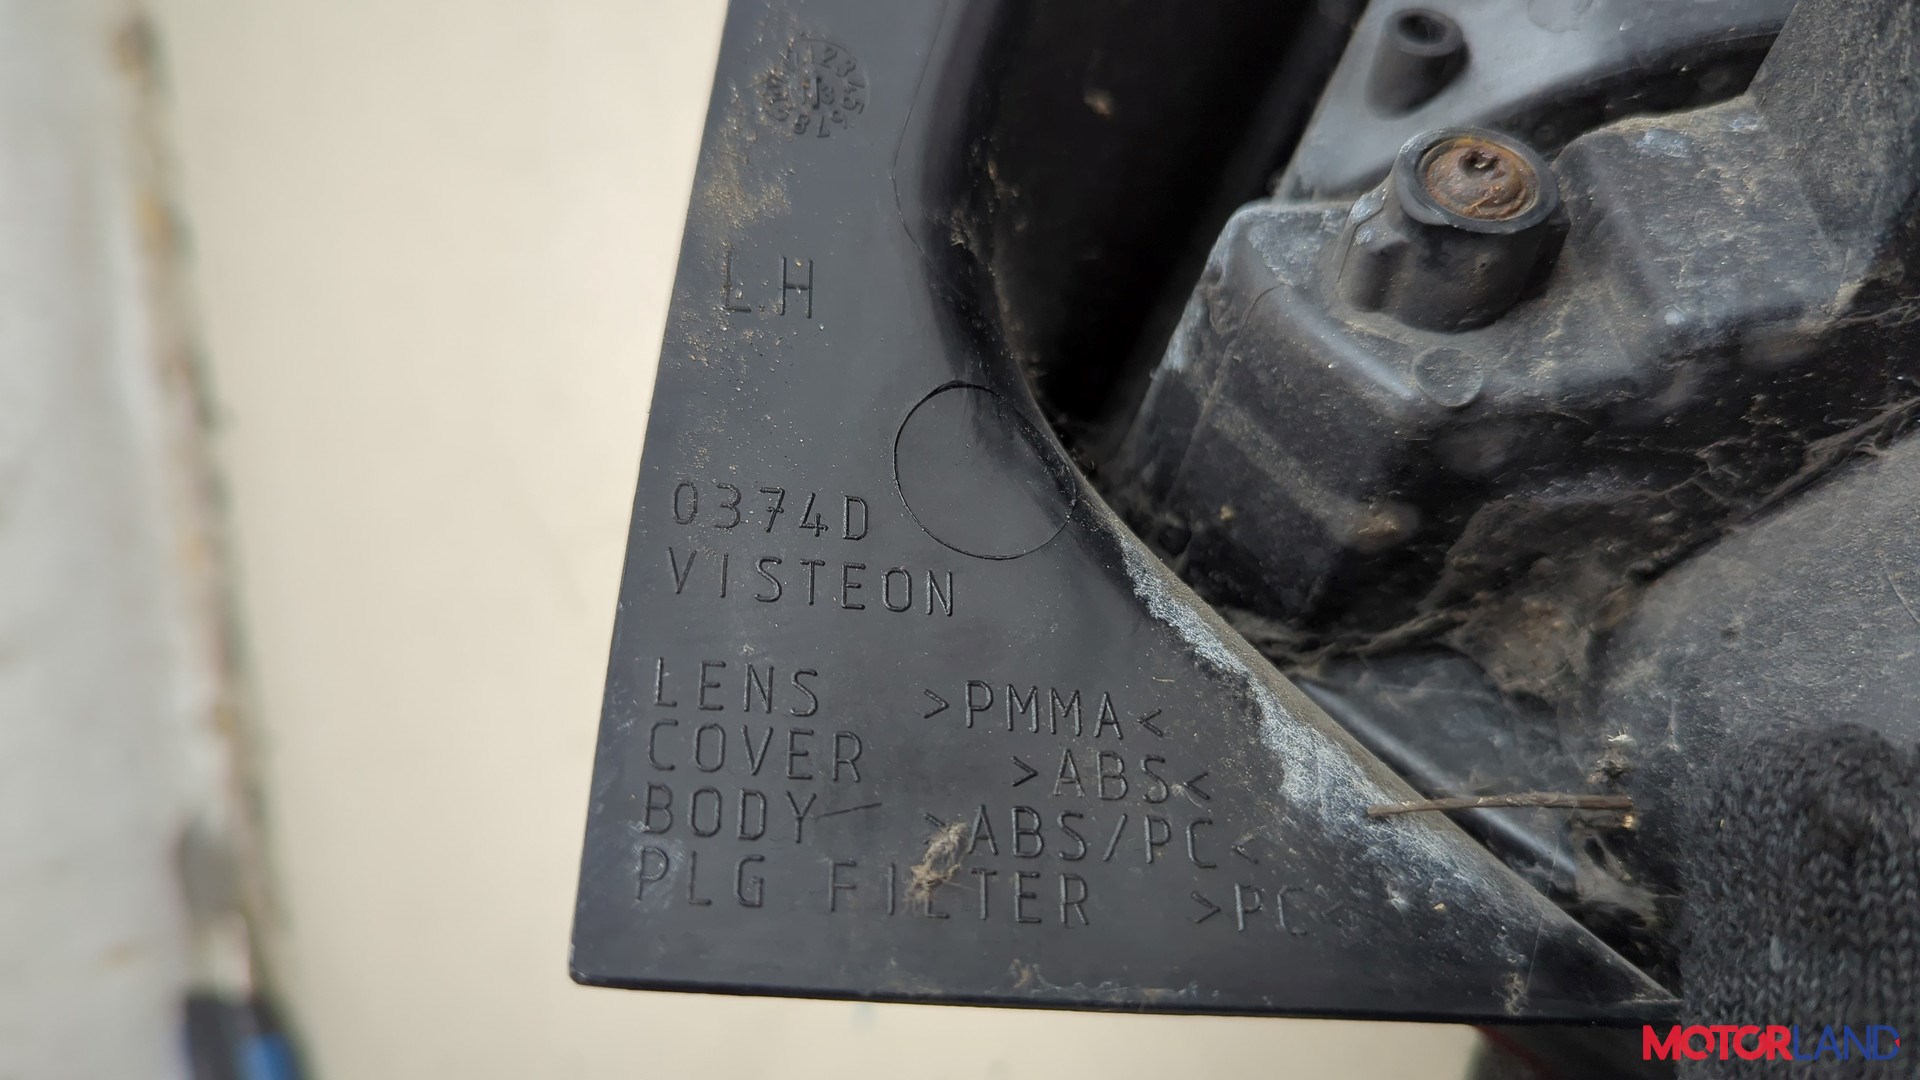 LH
0374D
VISTEON
LENS >PMMA<
COVER >ABS<
BODY >ABS/PC<
PLG FILTER >PC<
MOTORLAND